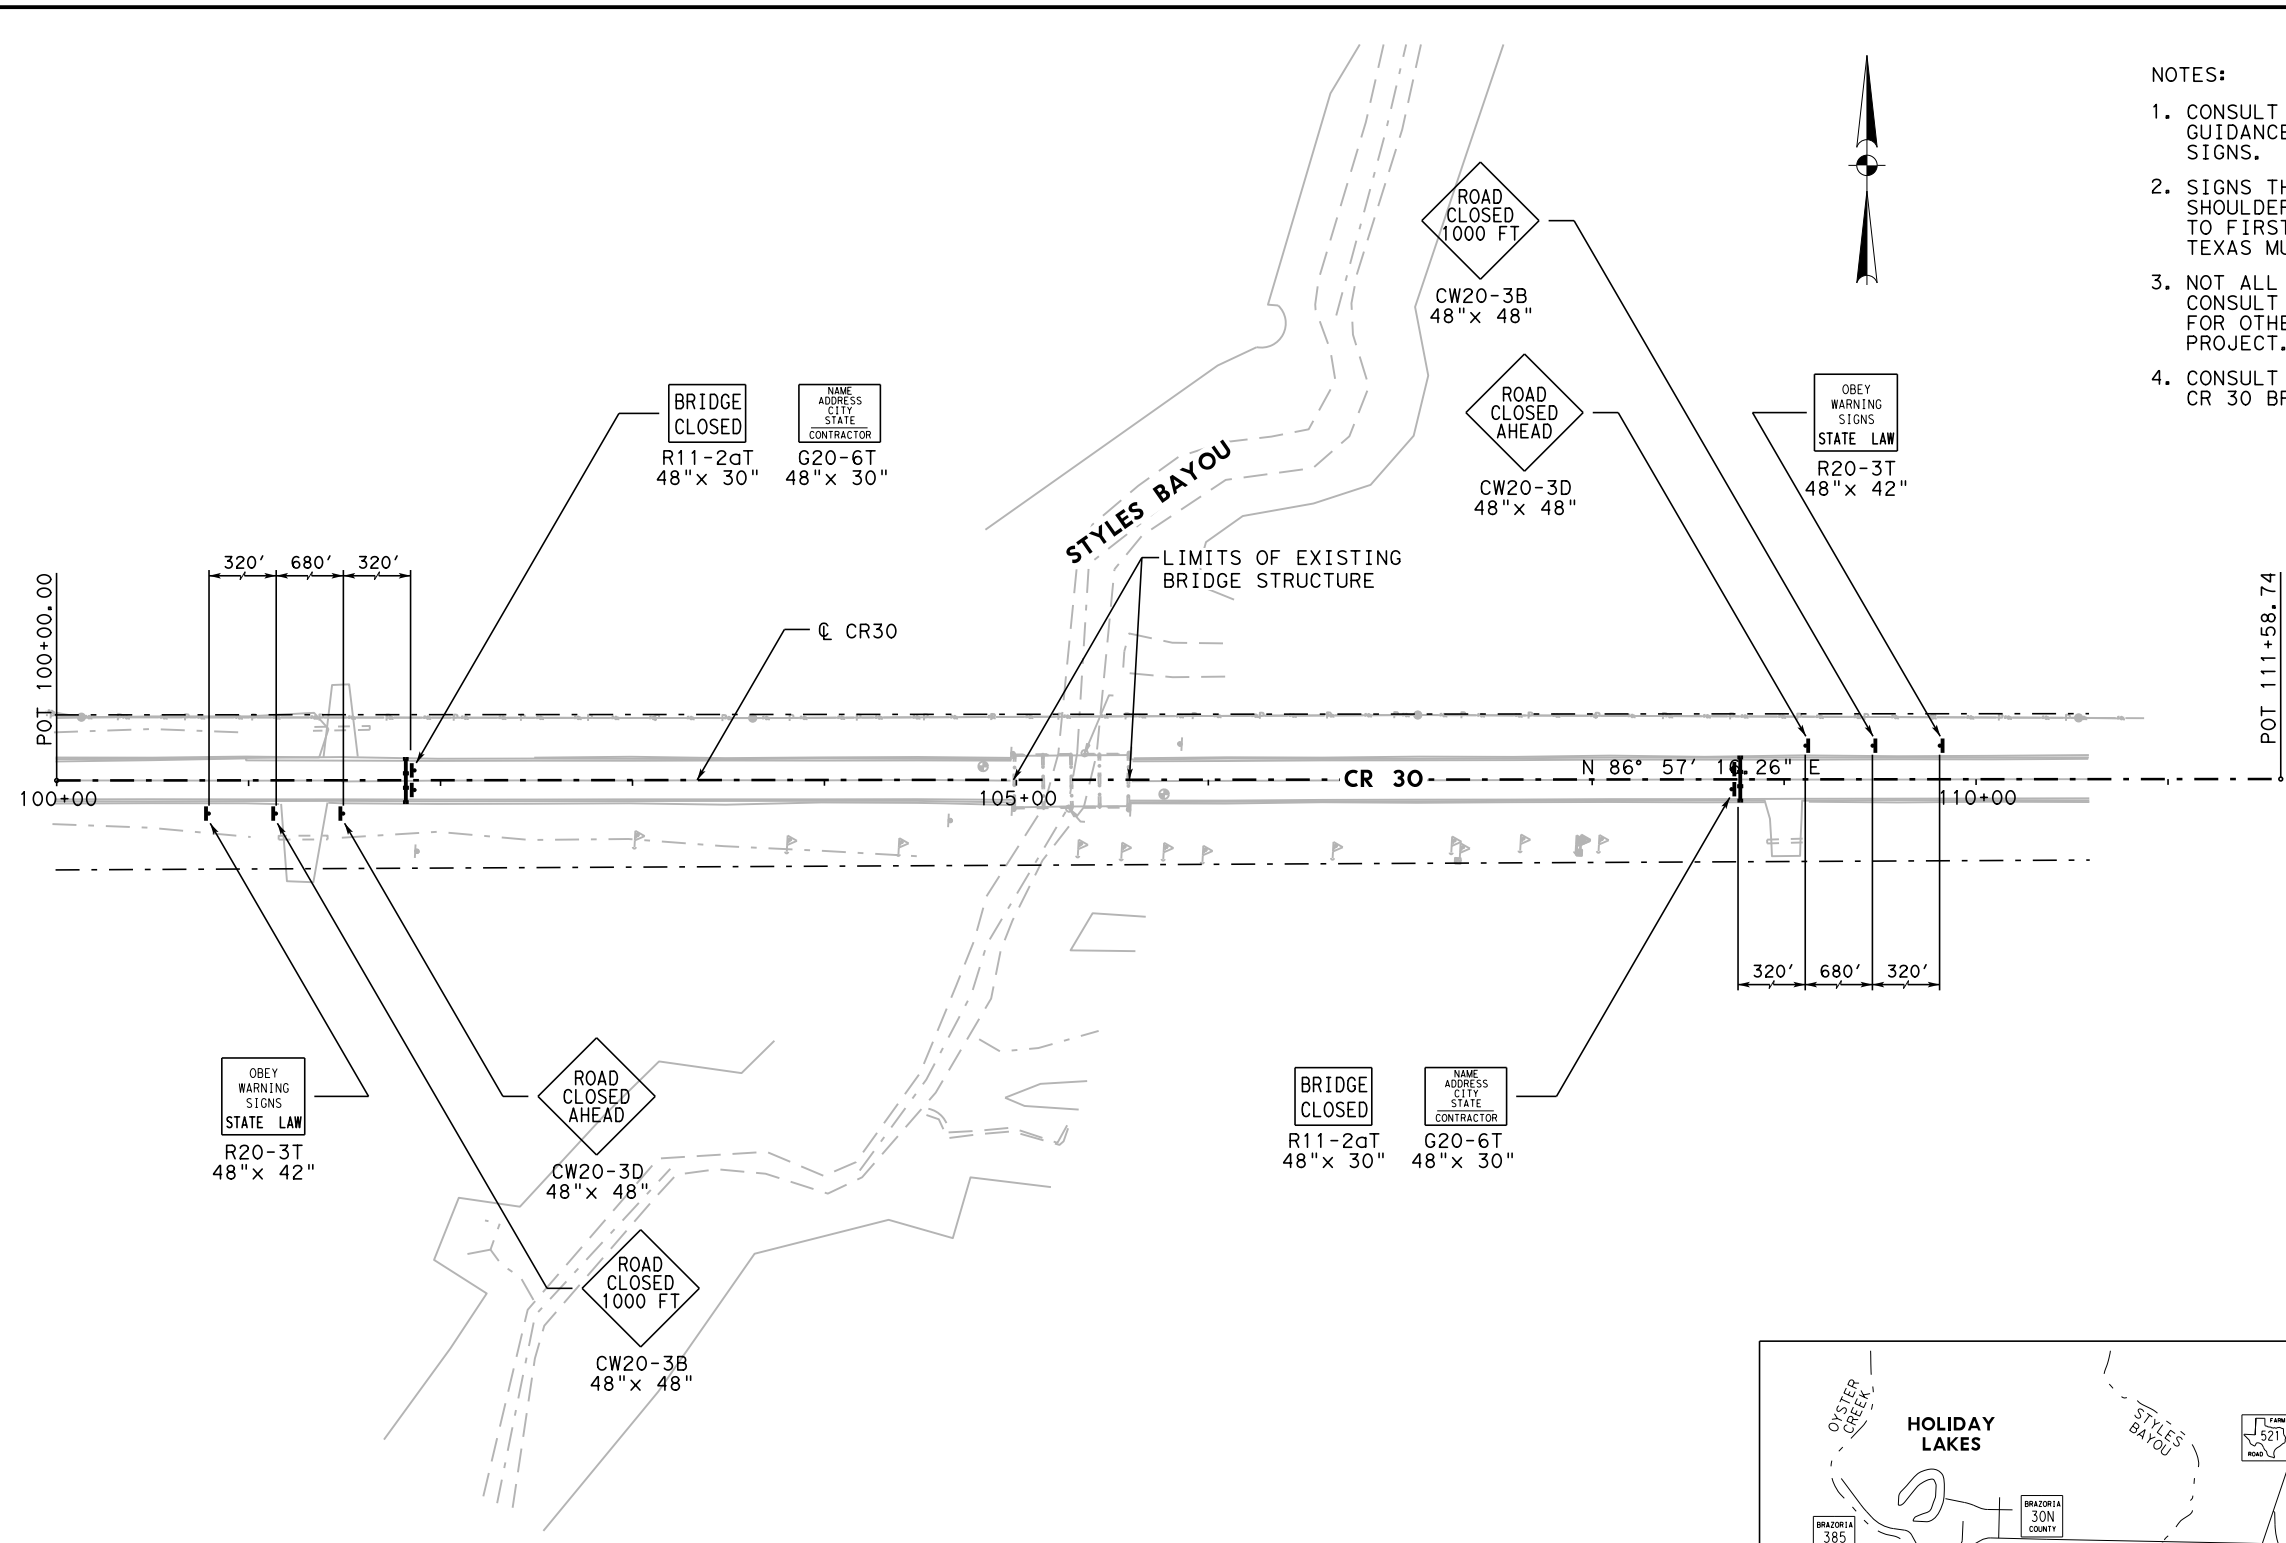 NOTES:
1. CONSULT
GUIDANCE
SIGNS.
2. SIGNS
SHOULDER
TO FIRST
TEXAS
3. NOT ALL
CONSULT
FOR
PROJECT.
4. CONSULT
CR 30
ROAD
CLOSED
1000 FT
CW20-3B
48"x 48"
ROAD
CLOSED
AHEAD
CW20-3D
48"x 48"
OBEY
WARNING
SIGNS
STATE LAW
R20-3T
48"x 42"
BRIDGE
CLOSED
R11-2aT
48"x 30"
NAME
ADDRESS
CITY
STATE
CONTRACTOR
G20-6T
48"x 30"
STYLES BAYOU
LIMITS OF EXISTING
BRIDGE STRUCTURE
320' 680' 320'
℄ CR30
POT 100+00.00
POT 111+58.74
N 86° 57' 26" E
CR 30
100+00
105+00
110+00
320' 680' 320'
OBEY
WARNING
SIGNS
STATE LAW
R20-3T
48"x 42"
ROAD
CLOSED
AHEAD
CW20-3D
48"x 48"
ROAD
CLOSED
1000 FT
CW20-3B
48"x 48"
BRIDGE
CLOSED
R11-2aT
48"x 30"
NAME
ADDRESS
CITY
STATE
CONTRACTOR
G20-6T
48"x 30"
OYSTER
CREEK
HOLIDAY
LAKES
STYLES
BAYOU
FARM
521
ROAD
BRAZORIA
30N
COUNTY
BRAZORIA
385